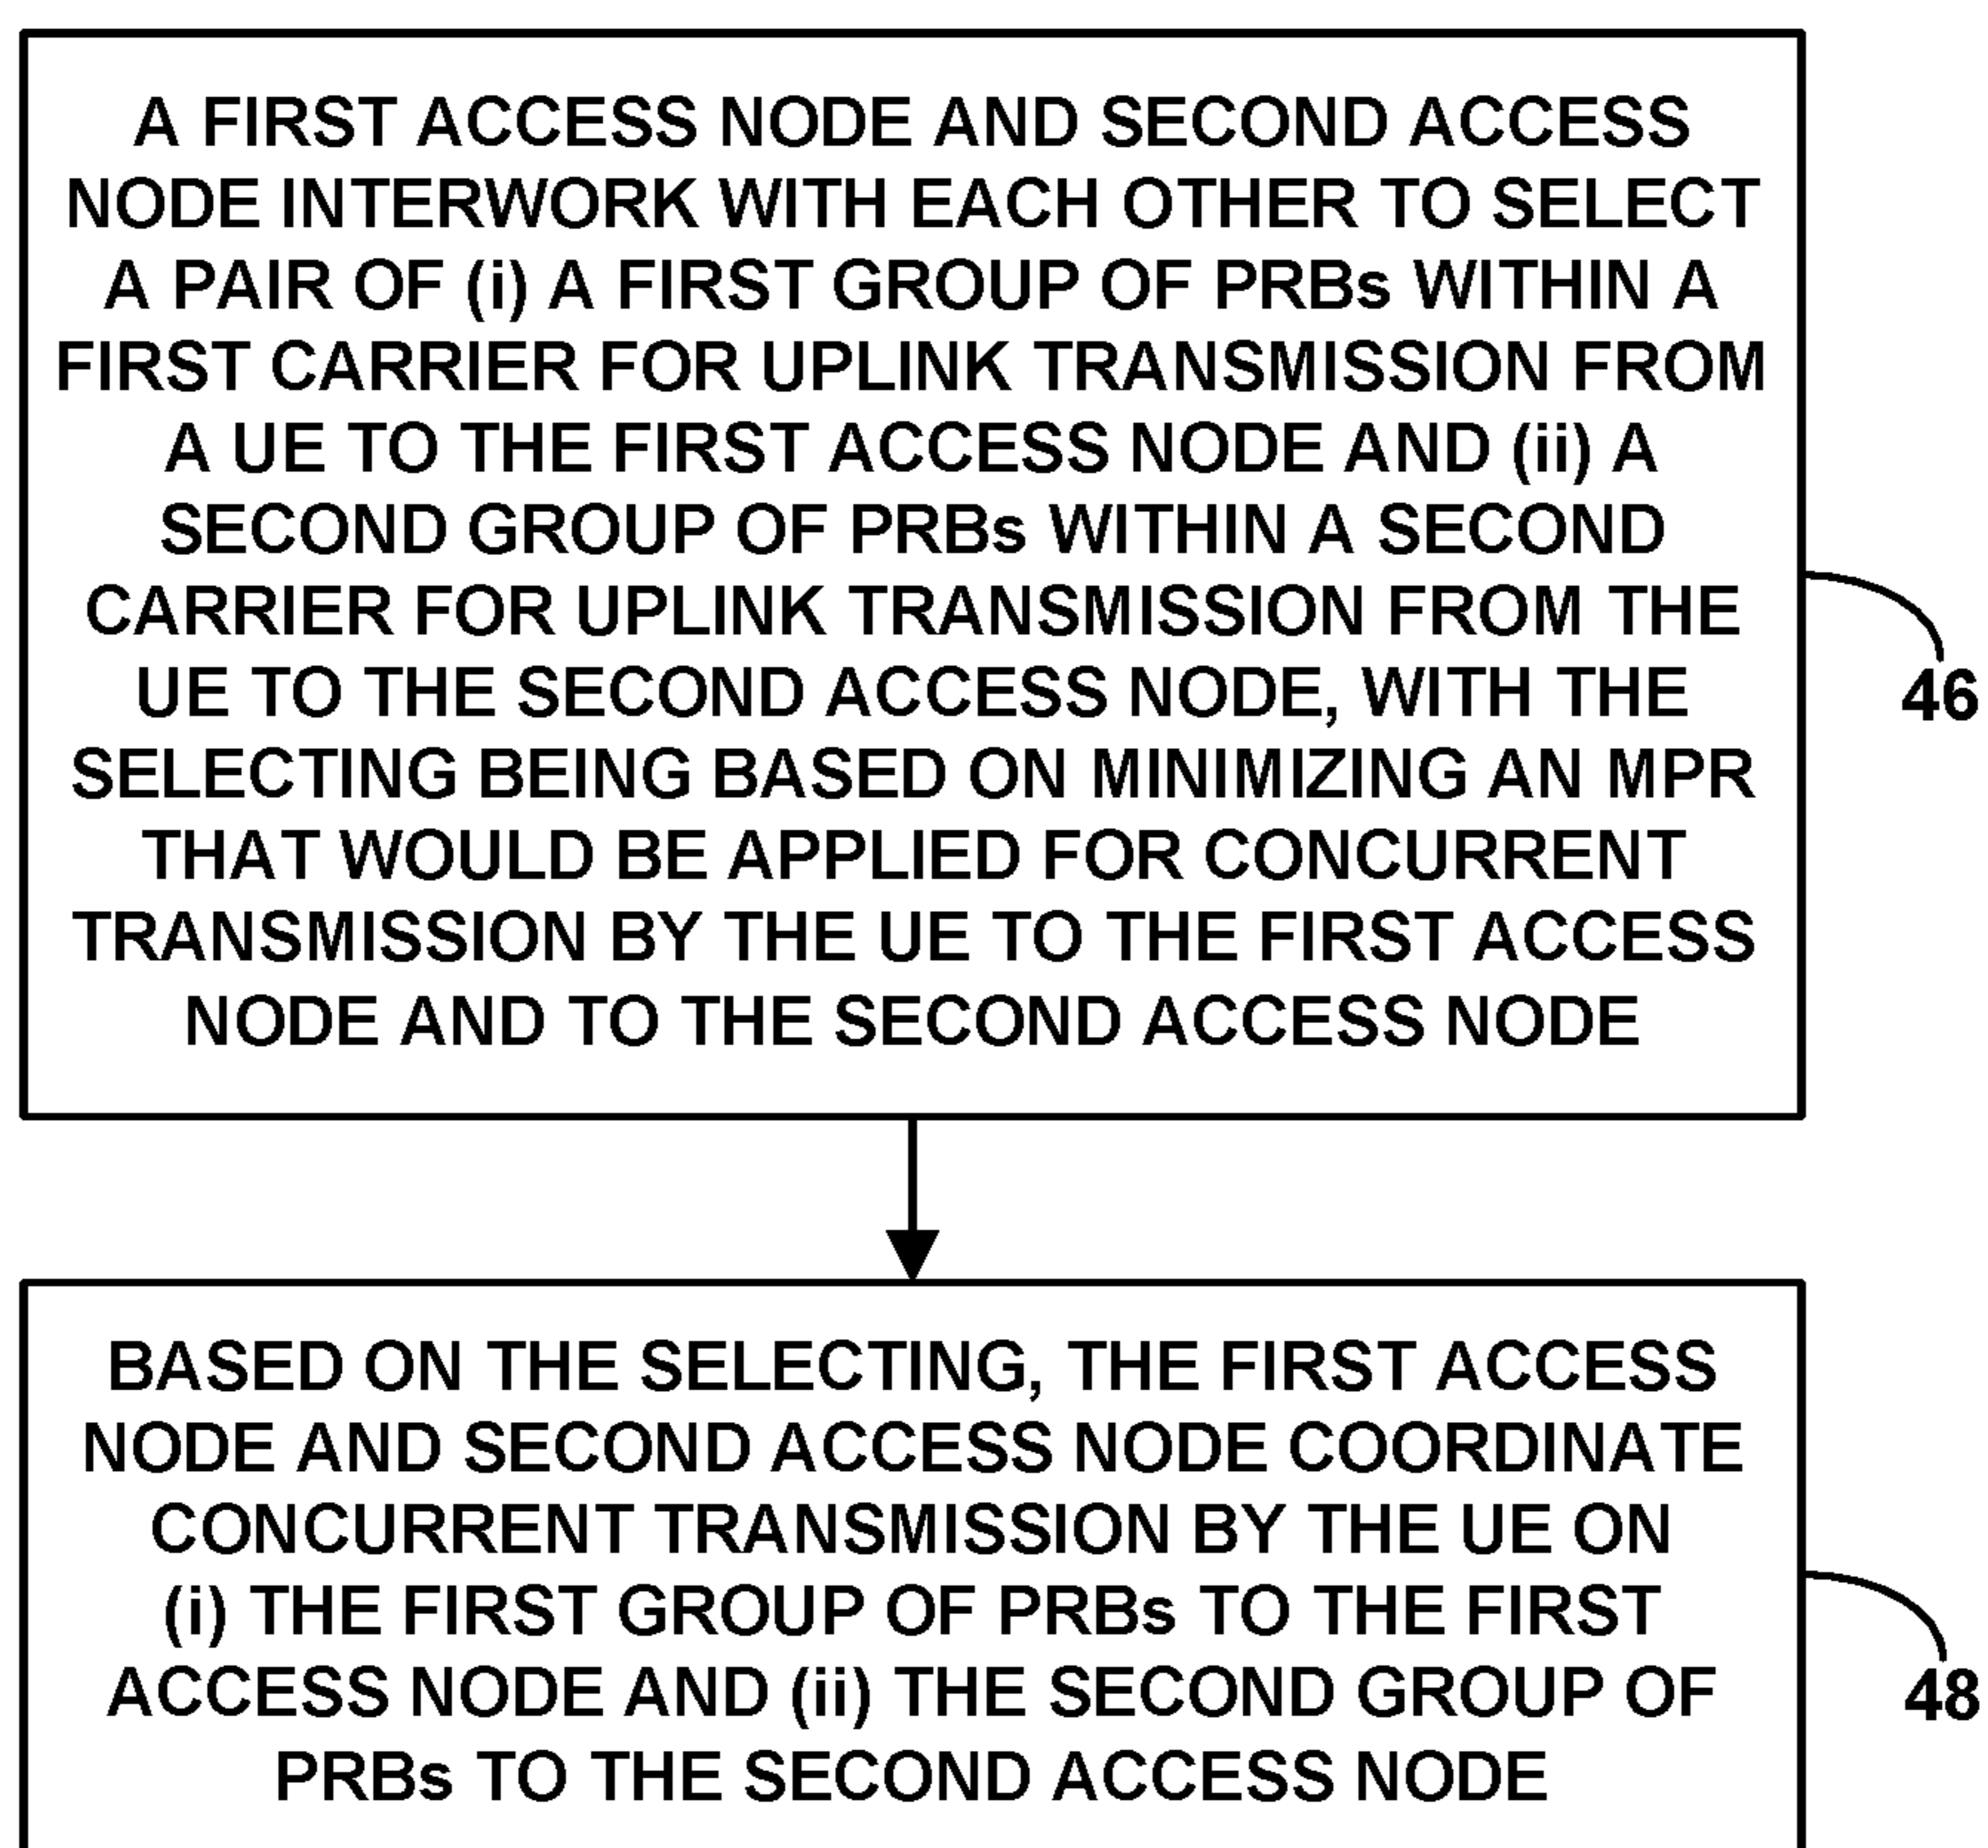 A FIRST ACCESS NODE AND SECOND ACCESS
NODE INTERWORK WITH EACH OTHER TO SELECT
A PAIR OF (i) A FIRST GROUP OF PRBs WITHIN A
FIRST CARRIER FOR UPLINK TRANSMISSION FROM
A UE TO THE FIRST ACCESS NODE AND (ii) A
SECOND GROUP OF PRBs WITHIN A SECOND
CARRIER FOR UPLINK TRANSMISSION FROM THE
UE TO THE SECOND ACCESS NODE, WITH THE
SELECTING BEING BASED ON MINIMIZING AN MPR
THAT WOULD BE APPLIED FOR CONCURRENT
TRANSMISSION BY THE UE TO THE FIRST ACCESS
NODE AND TO THE SECOND ACCESS NODE
46
BASED ON THE SELECTING, THE FIRST ACCESS
NODE AND SECOND ACCESS NODE COORDINATE
CONCURRENT TRANSMISSION BY THE UE ON
(i) THE FIRST GROUP OF PRBs TO THE FIRST
ACCESS NODE AND (ii) THE SECOND GROUP OF
PRBs TO THE SECOND ACCESS NODE
48